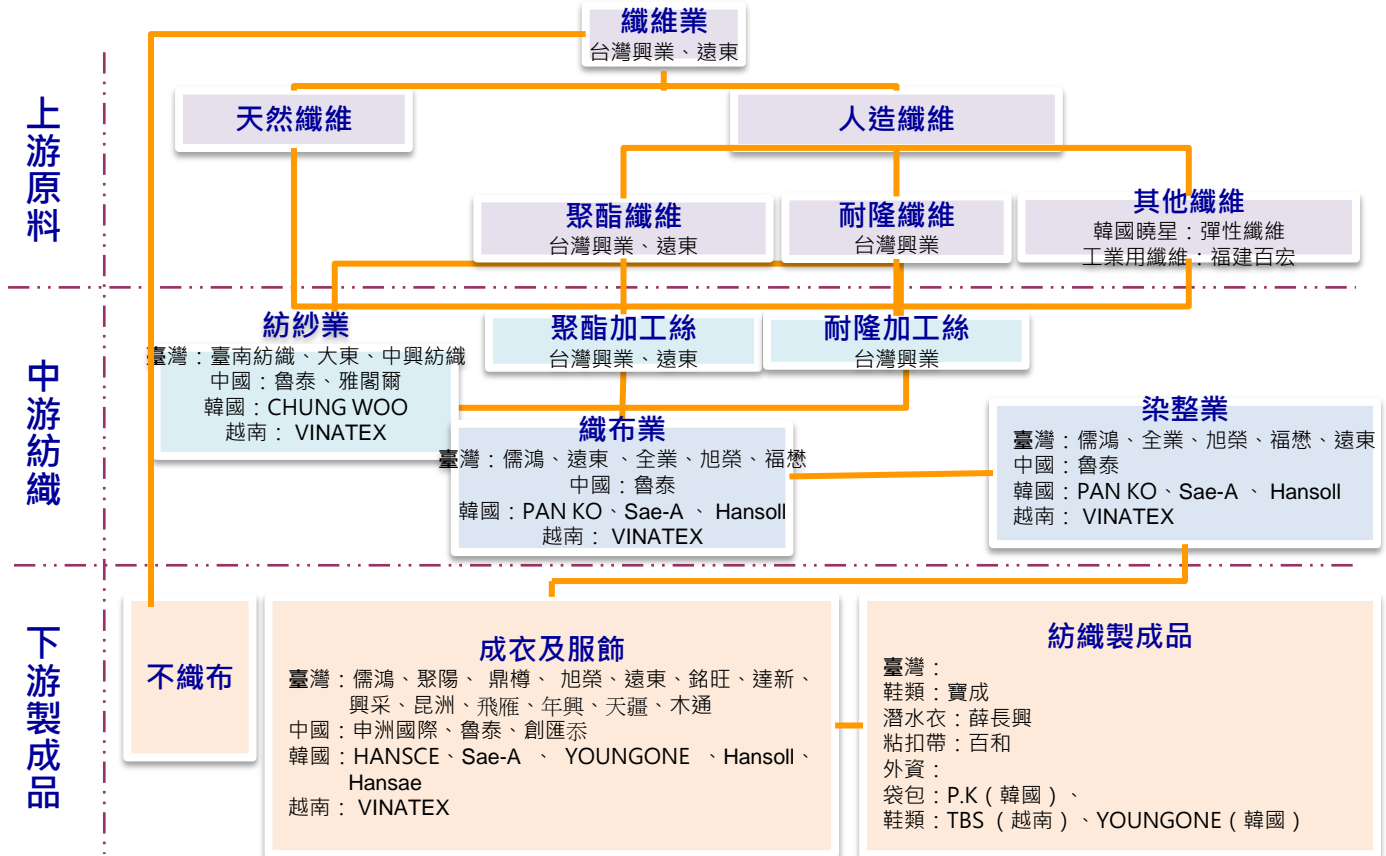 纖維業
台灣興業、遠東
上游原料
天然纖維
人造纖維
聚酯纖維
台灣興業、遠東
耐隆纖維
台灣興業
其他纖維
韓國曉星：彈性纖維
工業用纖維：福建百宏
中游紡織
紡紗業
臺灣：臺南紡織、大東、中興紡織
中國：魯泰、雅閣爾
韓國：CHUNG WOO
越南： VINATEX
聚酯加工絲
台灣興業、遠東
耐隆加工絲
台灣興業
織布業
臺灣：儒鴻、遠東 、全業、旭榮、福懋
中國：魯泰
韓國：PAN KO、Sae-A 、 Hansoll
越南： VINATEX
染整業
臺灣：儒鴻、全業、旭榮、福懋、遠東
中國：魯泰
韓國：PAN KO、Sae-A 、 Hansoll
越南： VINATEX
下游製成品
不織布
成衣及服飾
臺灣：儒鴻、聚陽、 鼎樽、 旭榮、遠東、銘旺、達新、
興采、昆洲、飛雁、年興、天疆、木通
中國：申洲國際、魯泰、創匯忝
韓國：HANSCE、Sae-A 、 YOUNGONE 、Hansoll、
Hansae
越南： VINATEX
紡織製成品
臺灣：
鞋類：寶成
潛水衣：薛長興
粘扣帶：百和
外資：
袋包：P.K（韓國）、
鞋類：TBS （越南）、YOUNGONE（韓國）